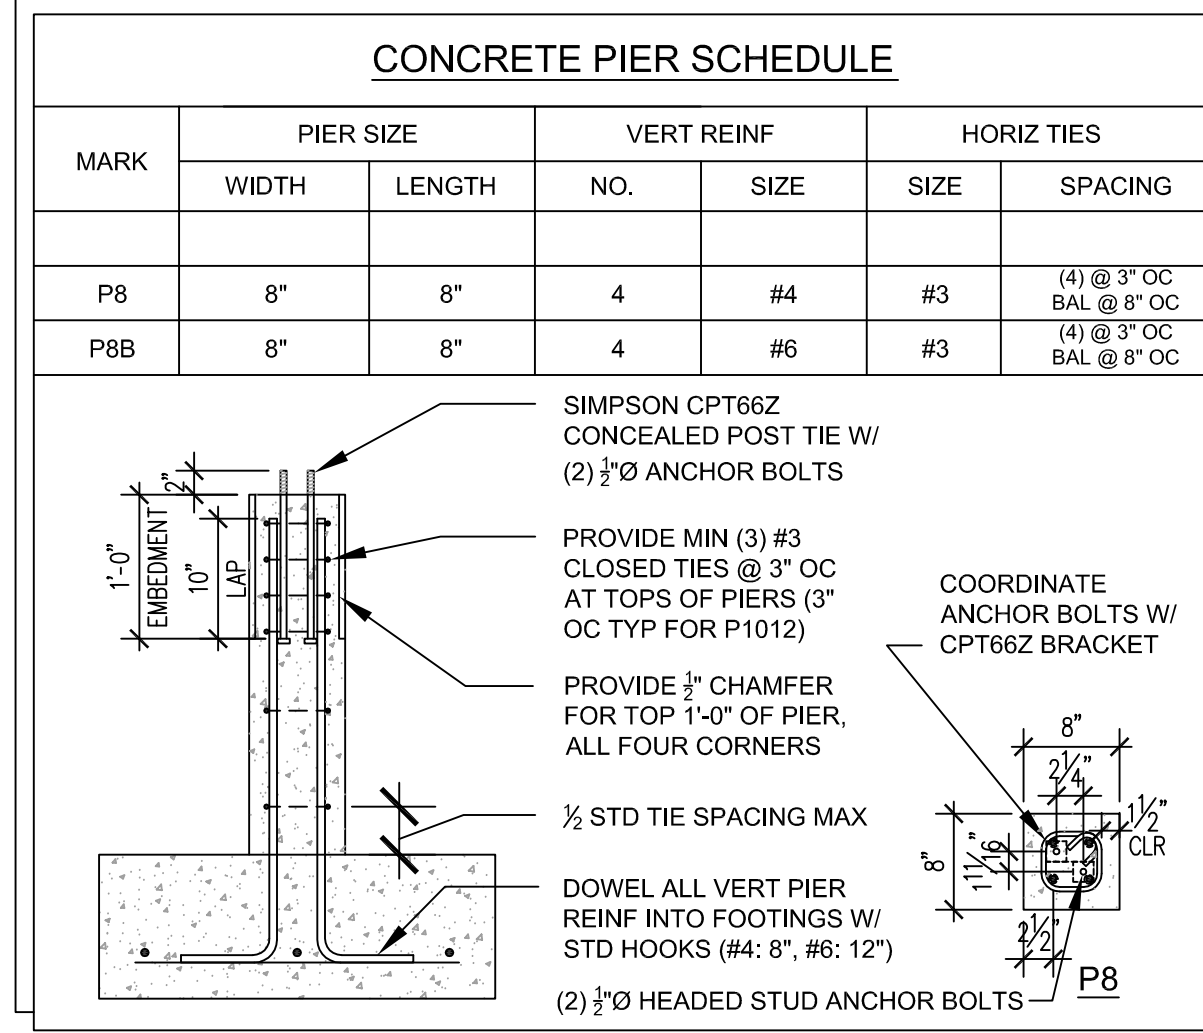 CONCRETE PIER SCHEDULE
MARK
PIER SIZE
VERT REINF
HORIZ TIES
WIDTH
LENGTH
NO.
SIZE
SIZE
SPACING
P8
8"
8"
4
#4
#3
(4) @ 3" OC
BAL @ 8" OC
P8B
8"
8"
4
#6
#3
(4) @ 3" OC
BAL @ 8" OC
SIMPSON CPT66Z
CONCEALED POST TIE W/
(2) ½"Ø ANCHOR BOLTS
2"
1'-0"
EMBEDMENT
10"
LAP
PROVIDE MIN (3) #3
CLOSED TIES @ 3" OC
AT TOPS OF PIERS (3"
OC TYP FOR P1012)
PROVIDE ½" CHAMFER
FOR TOP 1'-0" OF PIER,
ALL FOUR CORNERS
½ STD TIE SPACING MAX
DOWEL ALL VERT PIER
REINF INTO FOOTINGS W/
STD HOOKS (#4: 8", #6: 12")
(2) ½"Ø HEADED STUD ANCHOR BOLTS
COORDINATE
ANCHOR BOLTS W/
CPT66Z BRACKET
8"
2¼"
1½"
CLR
8"
1 11/16"
2½"
P8